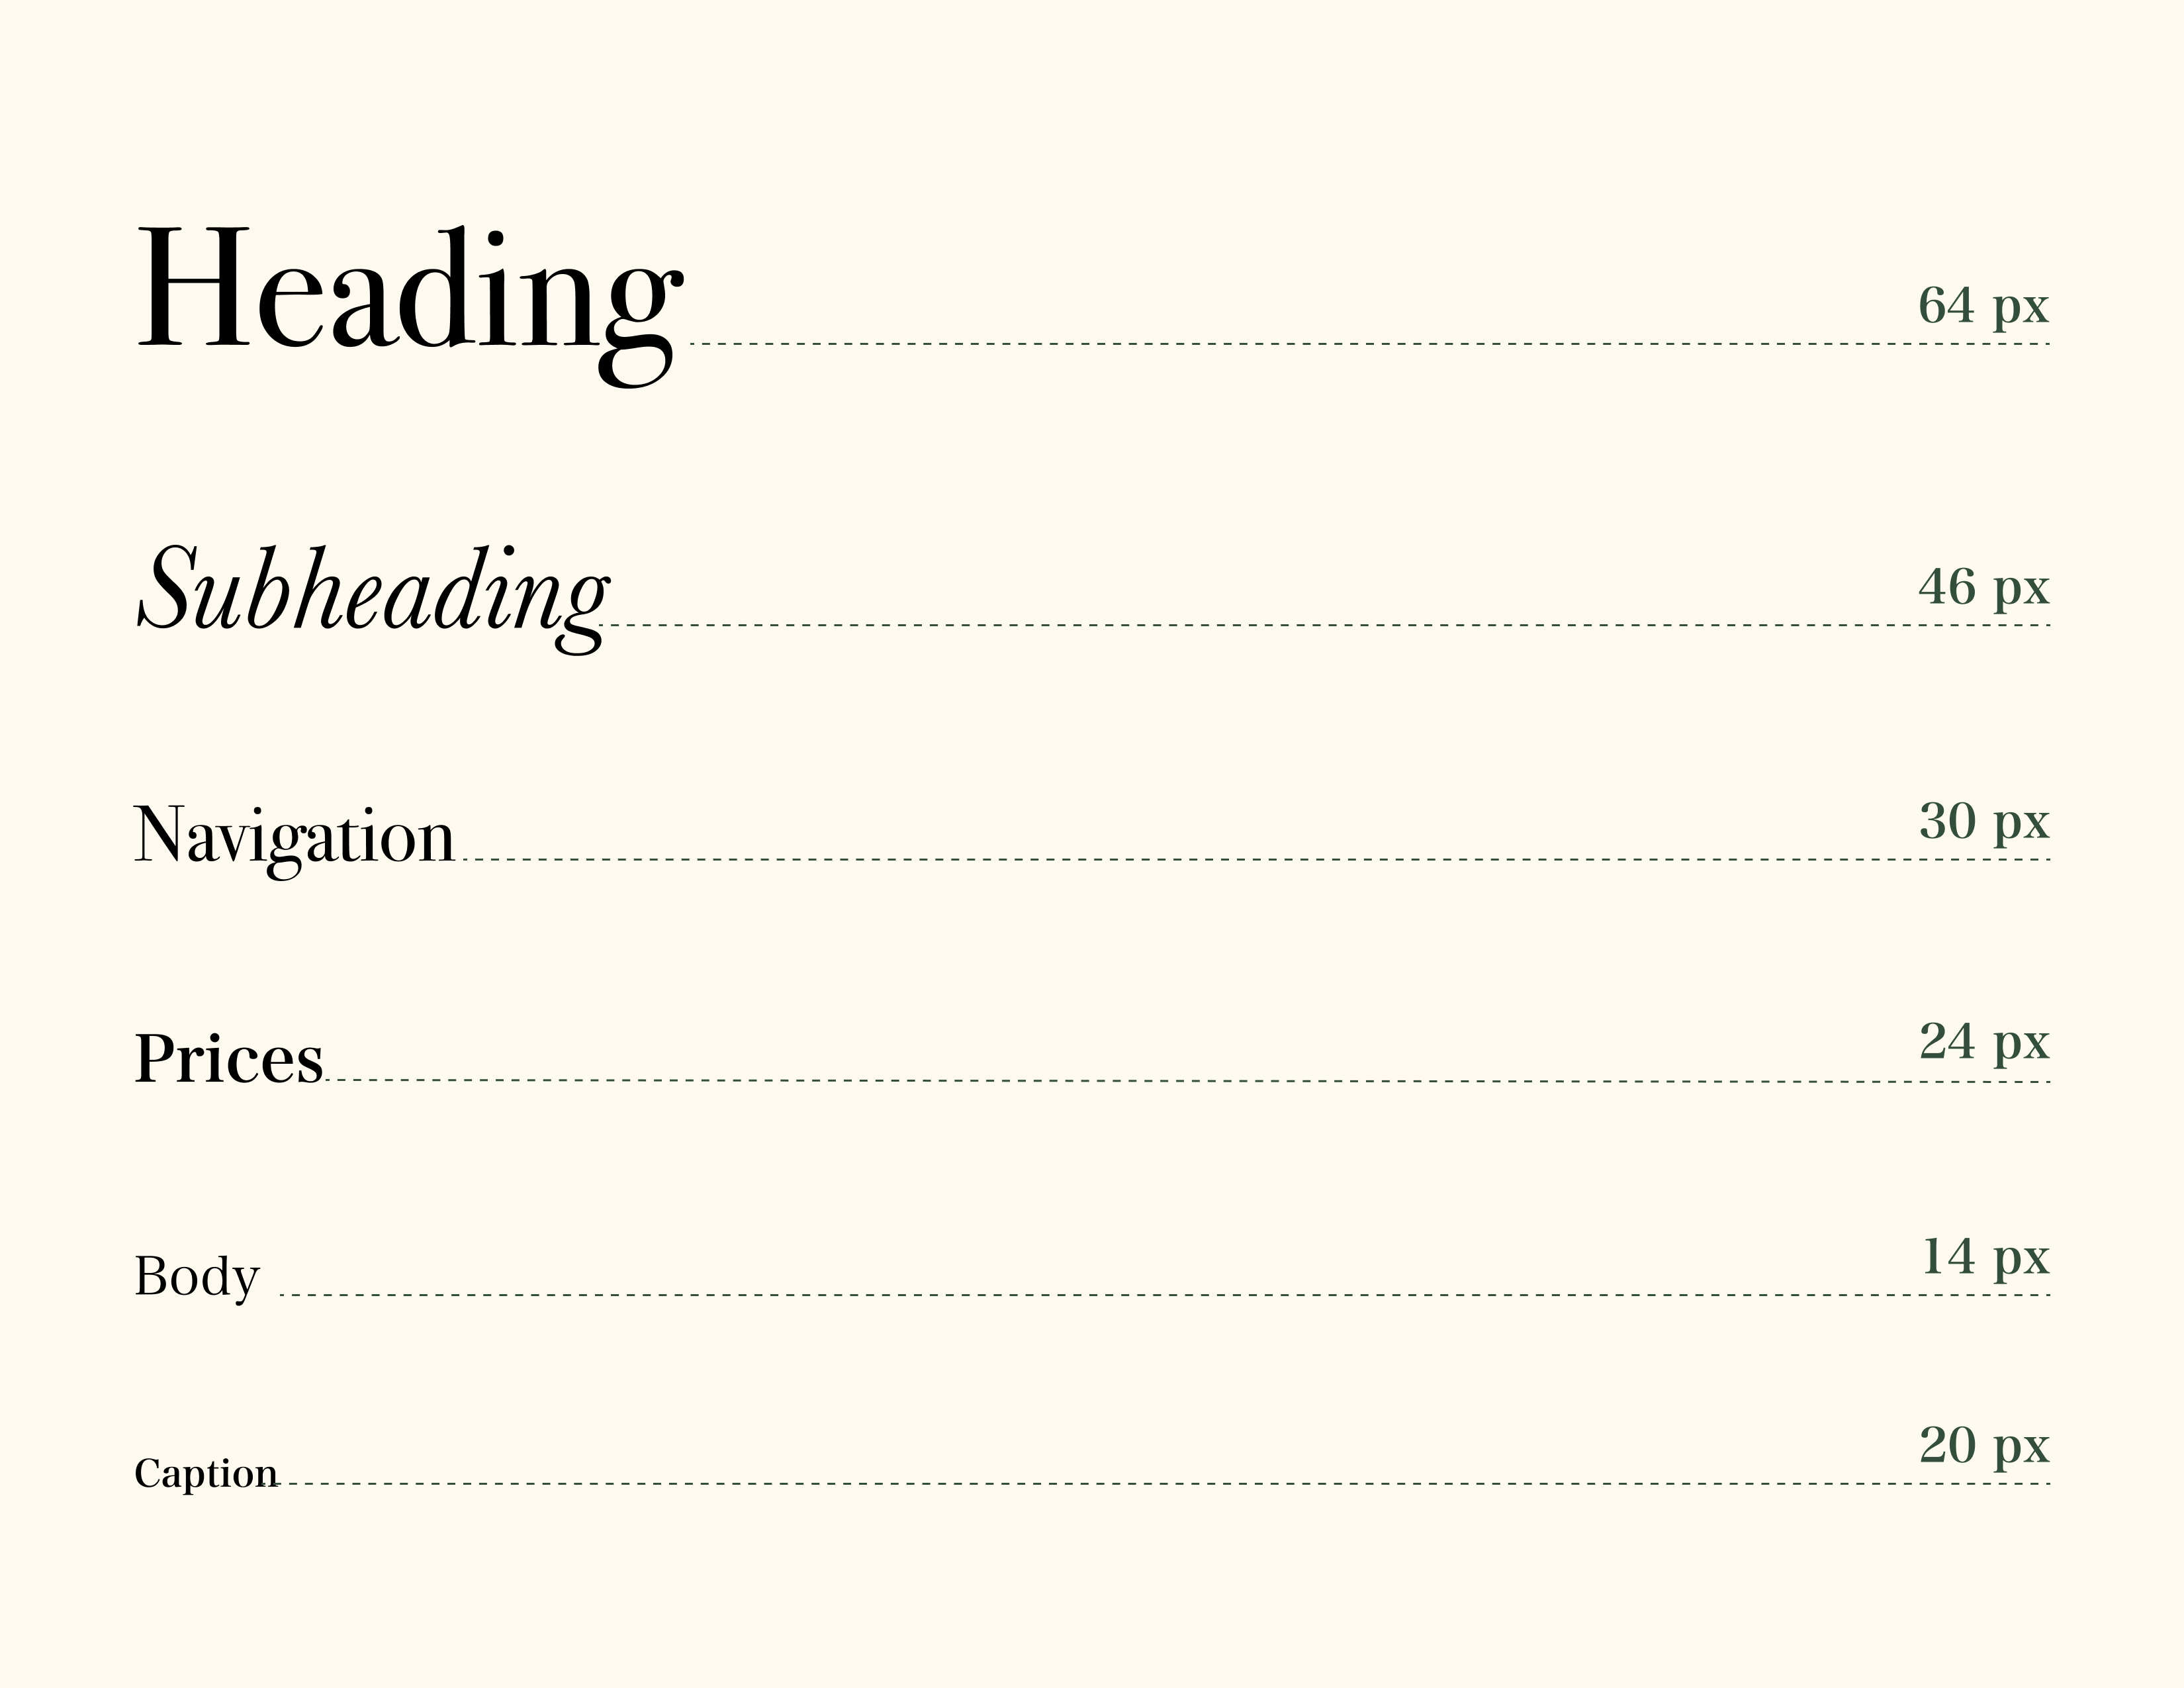 Heading 64 px
Subheading 46 px
Navigation 30 px
Prices 24 px
Body 14 px
Caption 20 px